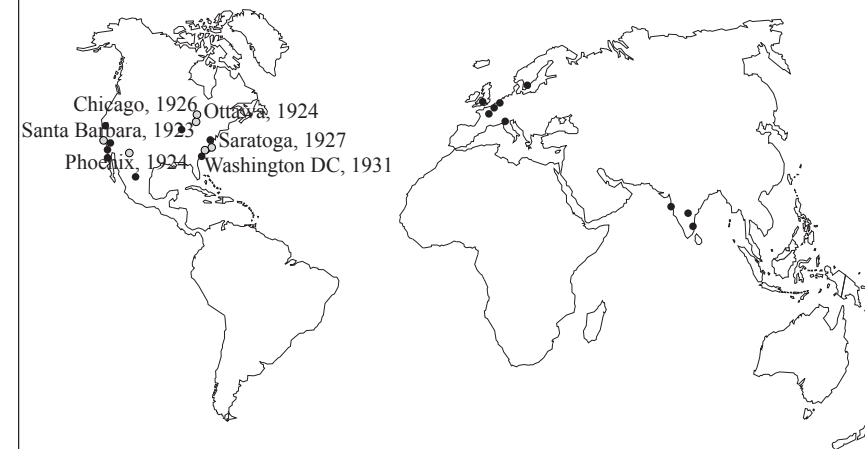 Chicago, 1926
Ottawa, 1924
Santa Barbara, 1923
Saratoga, 1927
Phoenix, 1924
Washington DC, 1931